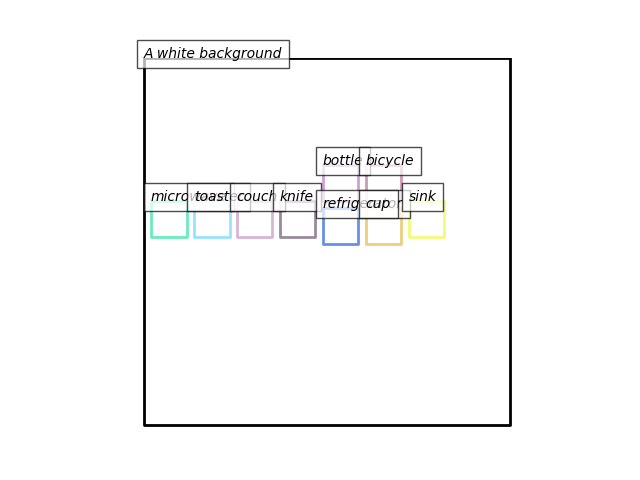 A white background
bottle
bicycle
microwave
toaster
couch
knife
refrigerator
cup
sink